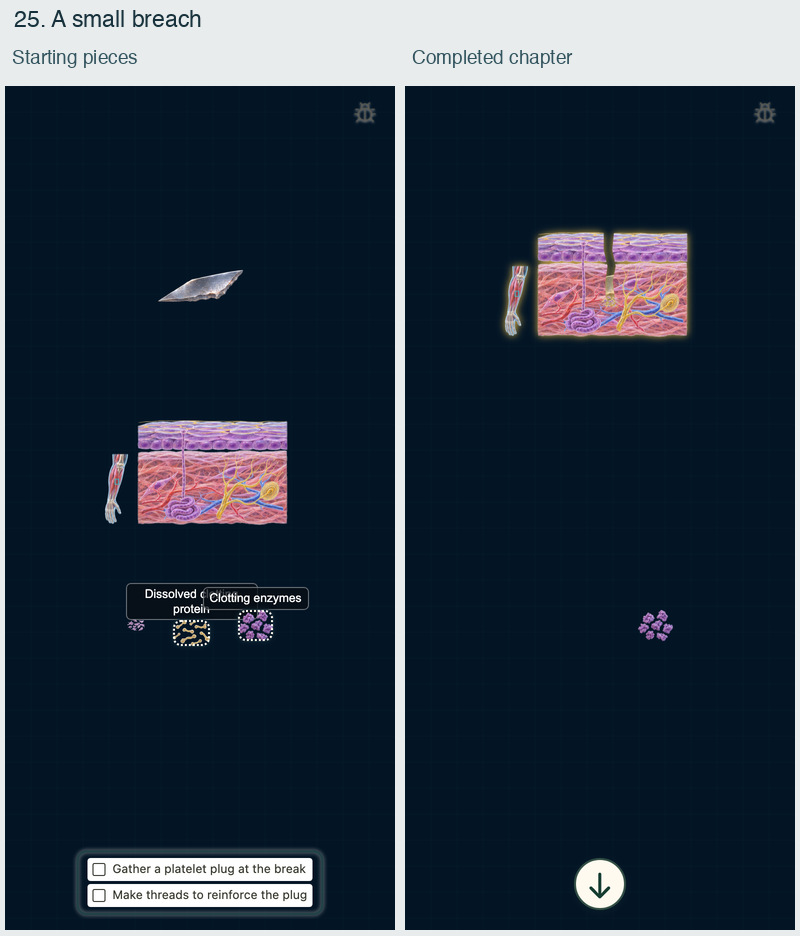 25. A small breach
Starting pieces
Completed chapter
Dissolved
protein
Clotting enzymes
Gather a platelet plug at the break
Make threads to reinforce the plug